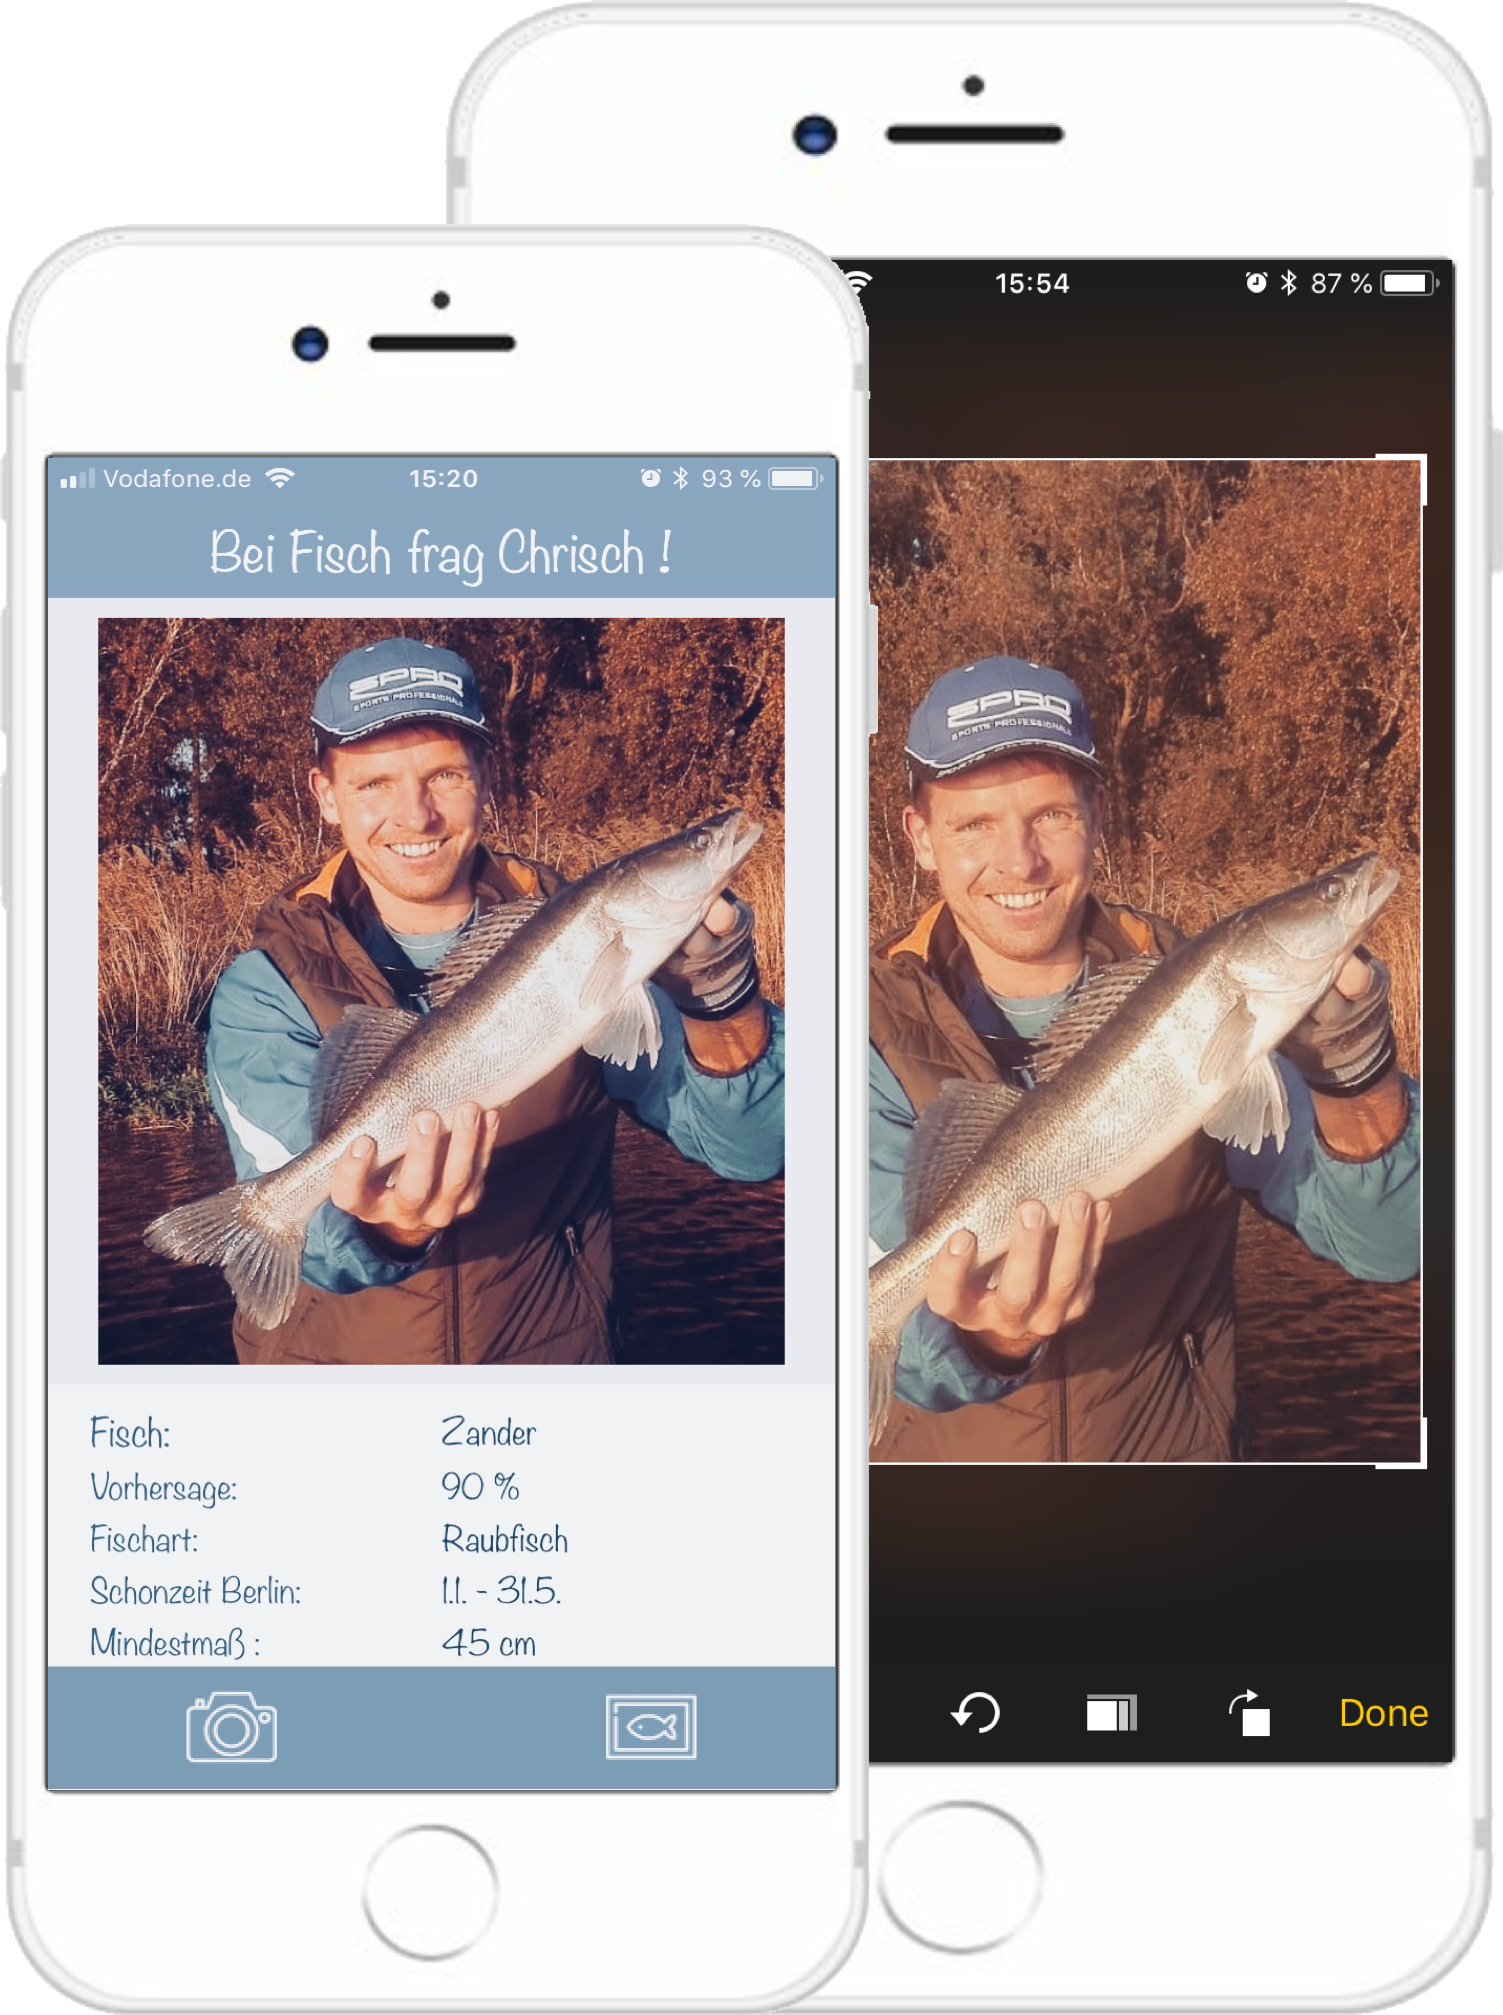 15:54
87 %
Vodafone.de
15:20
93 %
Bei Fisch frag Chrisch !
SPRO
SPORTS PROFESSIONALS
SPRO
SPORTS PROFESSIONALS
Fisch: Zander
Vorhersage: 90 %
Fischart: Raubfisch
Schonzeit Berlin: 1.1. - 31.5.
Mindestmaß : 45 cm
Done